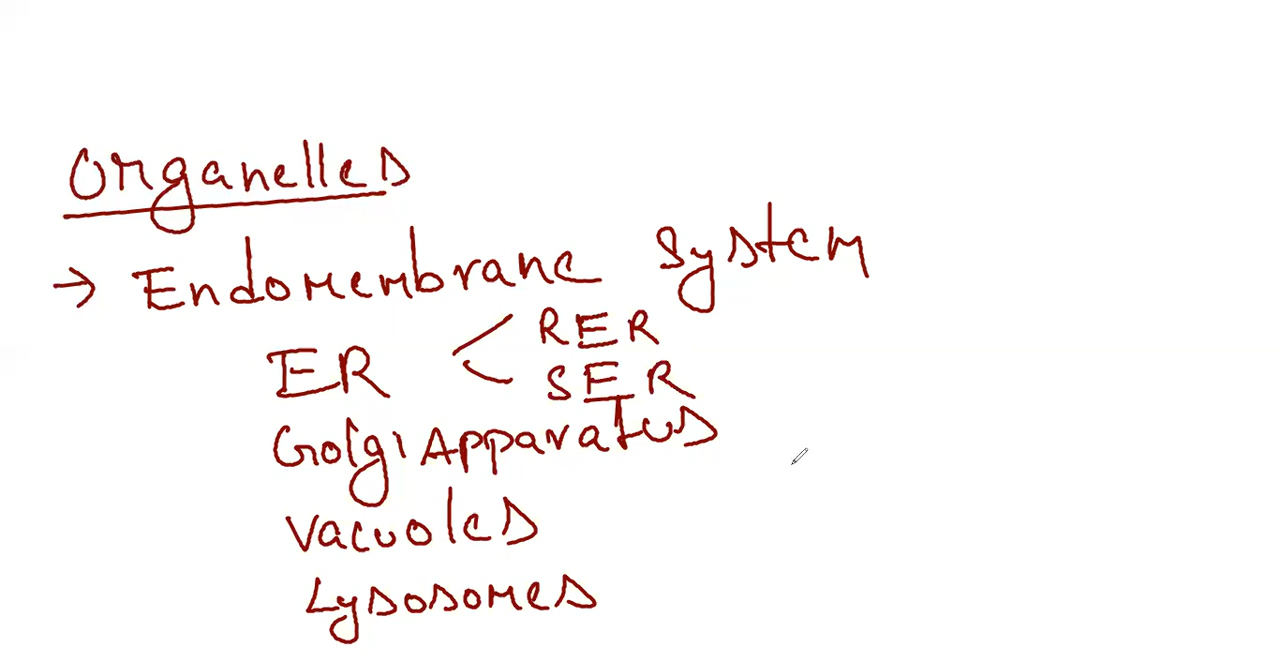 Organelles
→ Endomembrane System
ER < RER
SER
Golgi Apparatus
Vacuoles
Lysosomes